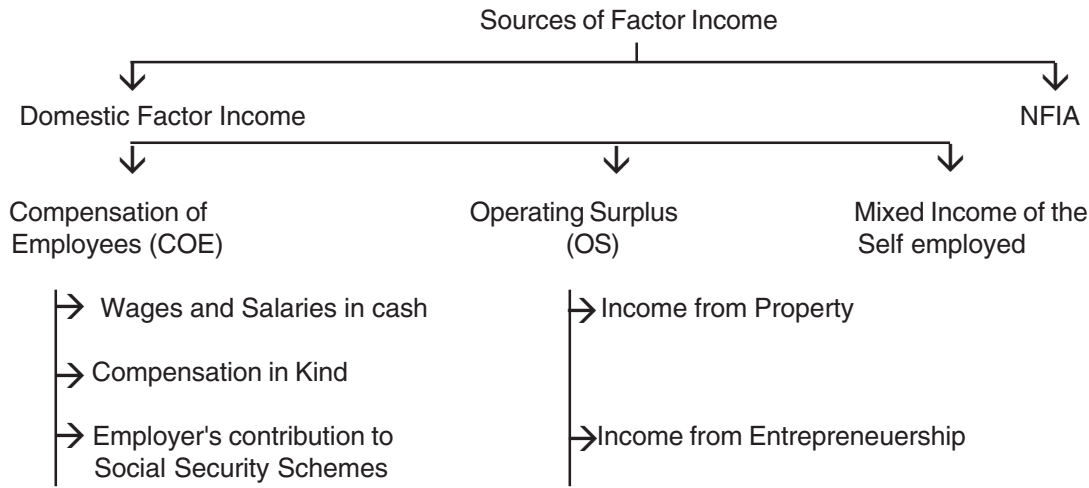 Sources of Factor Income
Domestic Factor Income
NFIA
Compensation of
Employees (COE)
Operating Surplus
(OS)
Mixed Income of the
Self employed
Wages and Salaries in cash
Compensation in Kind
Employer's contribution to
Social Security Schemes
Income from Property
Income from Entrepreneuership